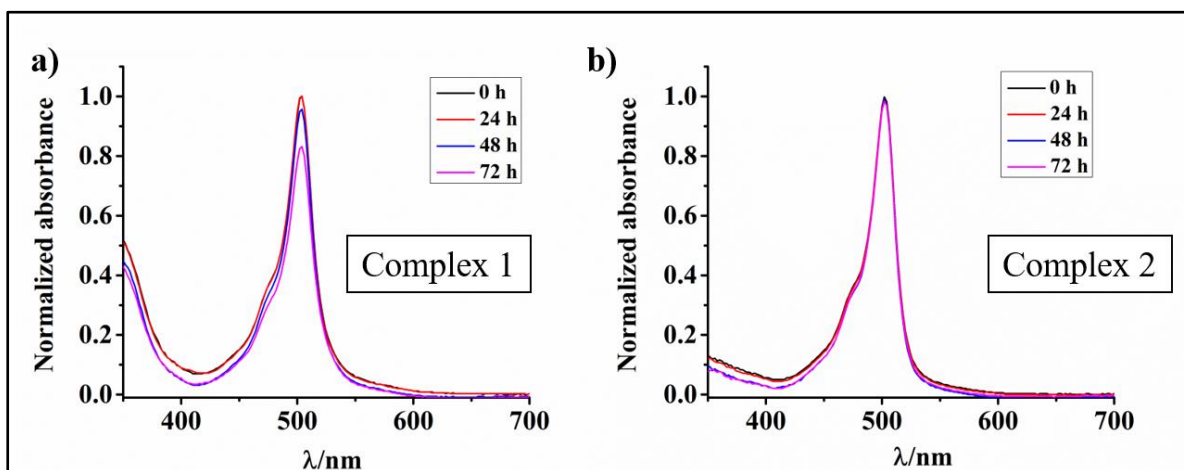 a)
Normalized absorbance
1.0
0.8
0.6
0.4
0.2
0.0
0 h
24 h
48 h
72 h
Complex 1
400 500 600 700
λ/nm
b)
Normalized absorbance
1.0
0.8
0.6
0.4
0.2
0.0
0 h
24 h
48 h
72 h
Complex 2
400 500 600 700
λ/nm